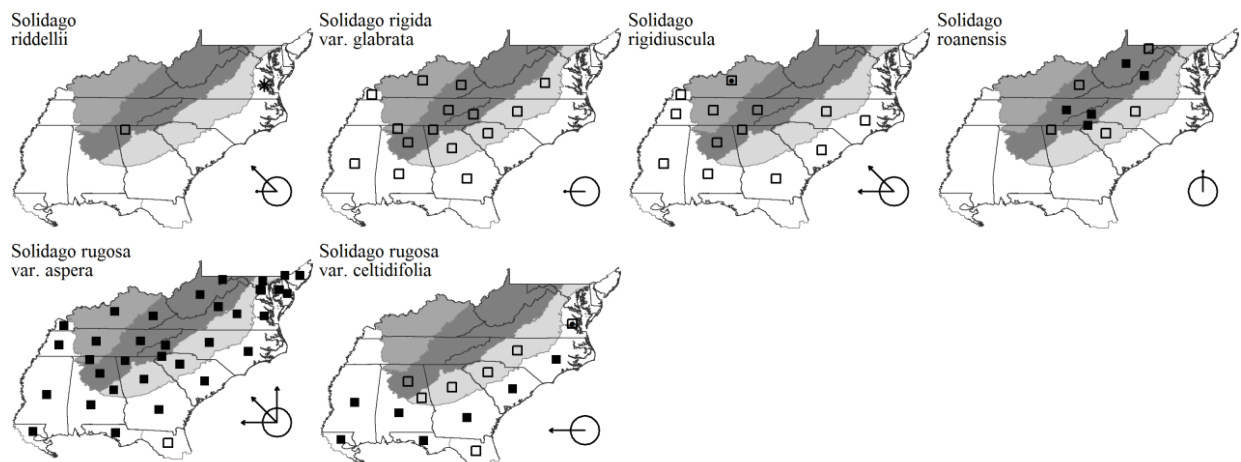 Solidago
riddellii
Solidago rigida
var. glabrata
Solidago
rigidiuscula
Solidago
roanensis
Solidago rugosa
var. aspera
Solidago rugosa
var. celtidifolia